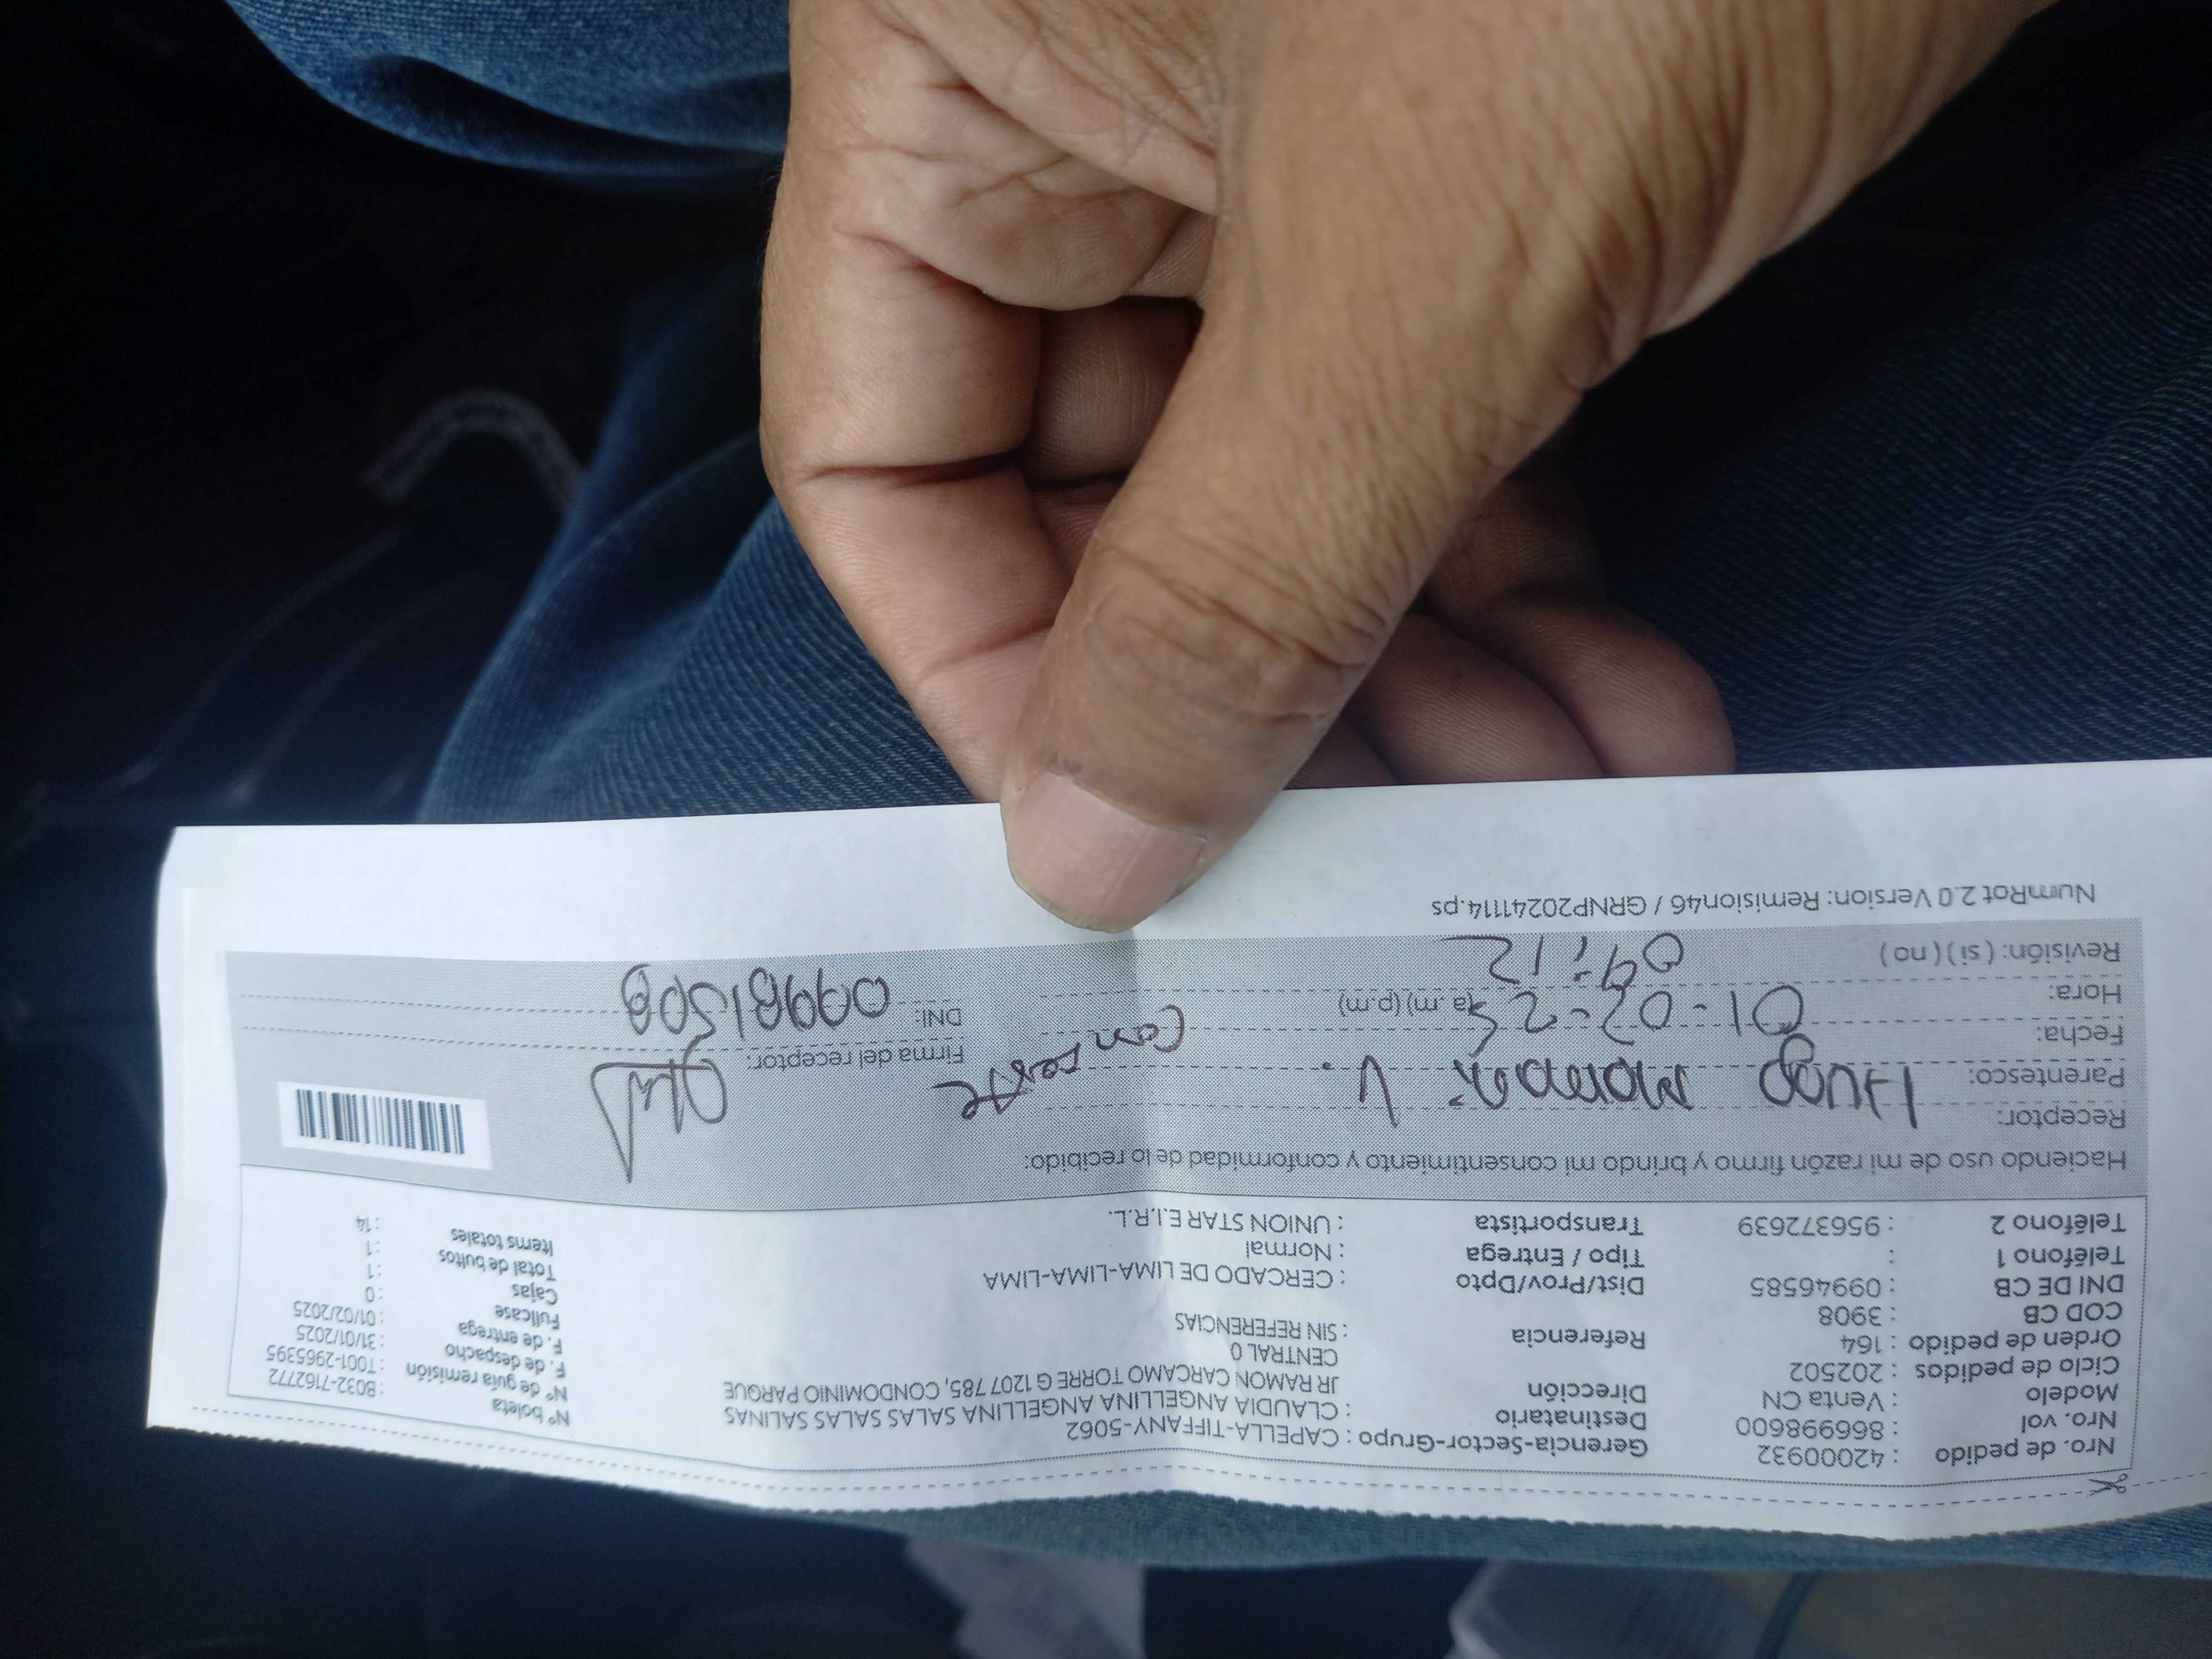 Nro. de pedido : 42000932
Nro. vol : 866998600
Modelo : Venta CN
Ciclo de pedidos : 202502
Orden de pedido : 164
COD CB : 3908
DNI DE CB : 09946585
Teléfono 1 :
Teléfono 2 : 956372639
Gerencia-Sector-Grupo : CAPELLA-TIFFANY-5062
Destinatario : CLAUDIA ANGELLINA ANGELLINA SALAS SALAS SALINAS
Dirección JR RAMON CARCAMO TORRE G 1207 785, CONDOMINIO PARQUE
CENTRAL 0
Referencia : SIN REFERENCIAS
Dist/Prov/Dpto : CERCADO DE LIMA-LIMA-LIMA
Tipo / Entrega : Normal
Transportista : UNION STAR E.I.R.L.
N° boleta : B032-7162772
N° de guía remisión : T001-2965395
F. de despacho : 31/01/2025
F. de entrega : 01/02/2025
Fullcase : 0
Cajas : 1
Total de bultos : 1
Items totales : 14
Haciendo uso de mi razón firmo y brindo mi consentimiento y conformidad de lo recibido:
Receptor:
Parentesco: Hugo V.
Fecha: 01-02-25
Hora: (a.m) (p.m)
09:12
Revisión: ( si ) ( no )
Firma del receptor:
DNI:
NumRot 2.0 Version: Remision46 / GRNP20241114.ps